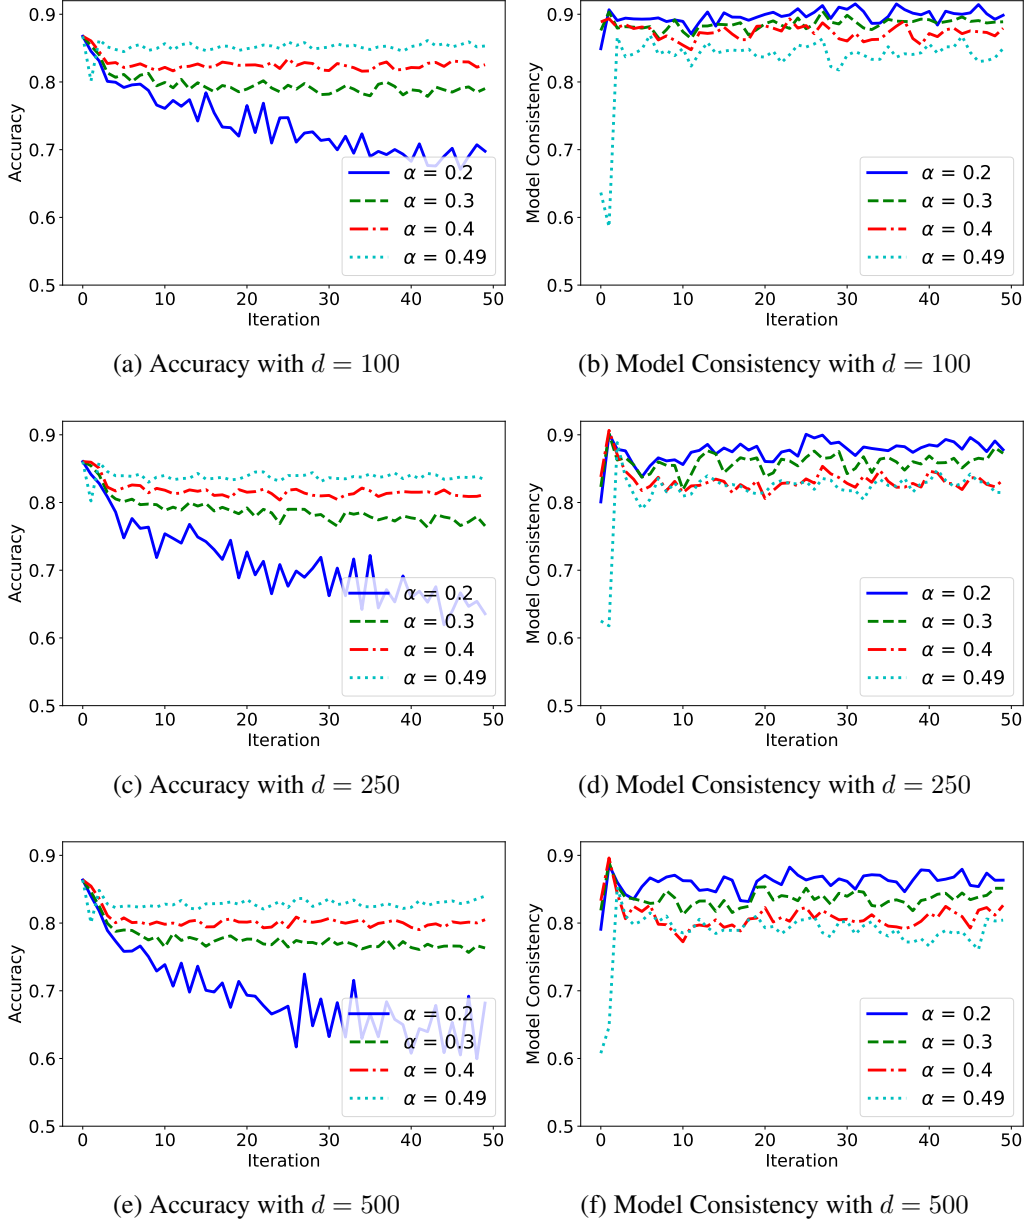 0.9
0.8
0.7
0.6
0.5
Accuracy
0 10 20 30 40 50
Iteration
α = 0.2
α = 0.3
α = 0.4
α = 0.49
(a) Accuracy with d = 100
0.9
0.8
0.7
0.6
0.5
Model Consistency
0 10 20 30 40 50
Iteration
α = 0.2
α = 0.3
α = 0.4
α = 0.49
(b) Model Consistency with d = 100
0.9
0.8
0.7
0.6
0.5
Accuracy
0 10 20 30 40 50
Iteration
α = 0.2
α = 0.3
α = 0.4
α = 0.49
(c) Accuracy with d = 250
0.9
0.8
0.7
0.6
0.5
Model Consistency
0 10 20 30 40 50
Iteration
α = 0.2
α = 0.3
α = 0.4
α = 0.49
(d) Model Consistency with d = 250
0.9
0.8
0.7
0.6
0.5
Accuracy
0 10 20 30 40 50
Iteration
α = 0.2
α = 0.3
α = 0.4
α = 0.49
(e) Accuracy with d = 500
0.9
0.8
0.7
0.6
0.5
Model Consistency
0 10 20 30 40 50
Iteration
α = 0.2
α = 0.3
α = 0.4
α = 0.49
(f) Model Consistency with d = 500